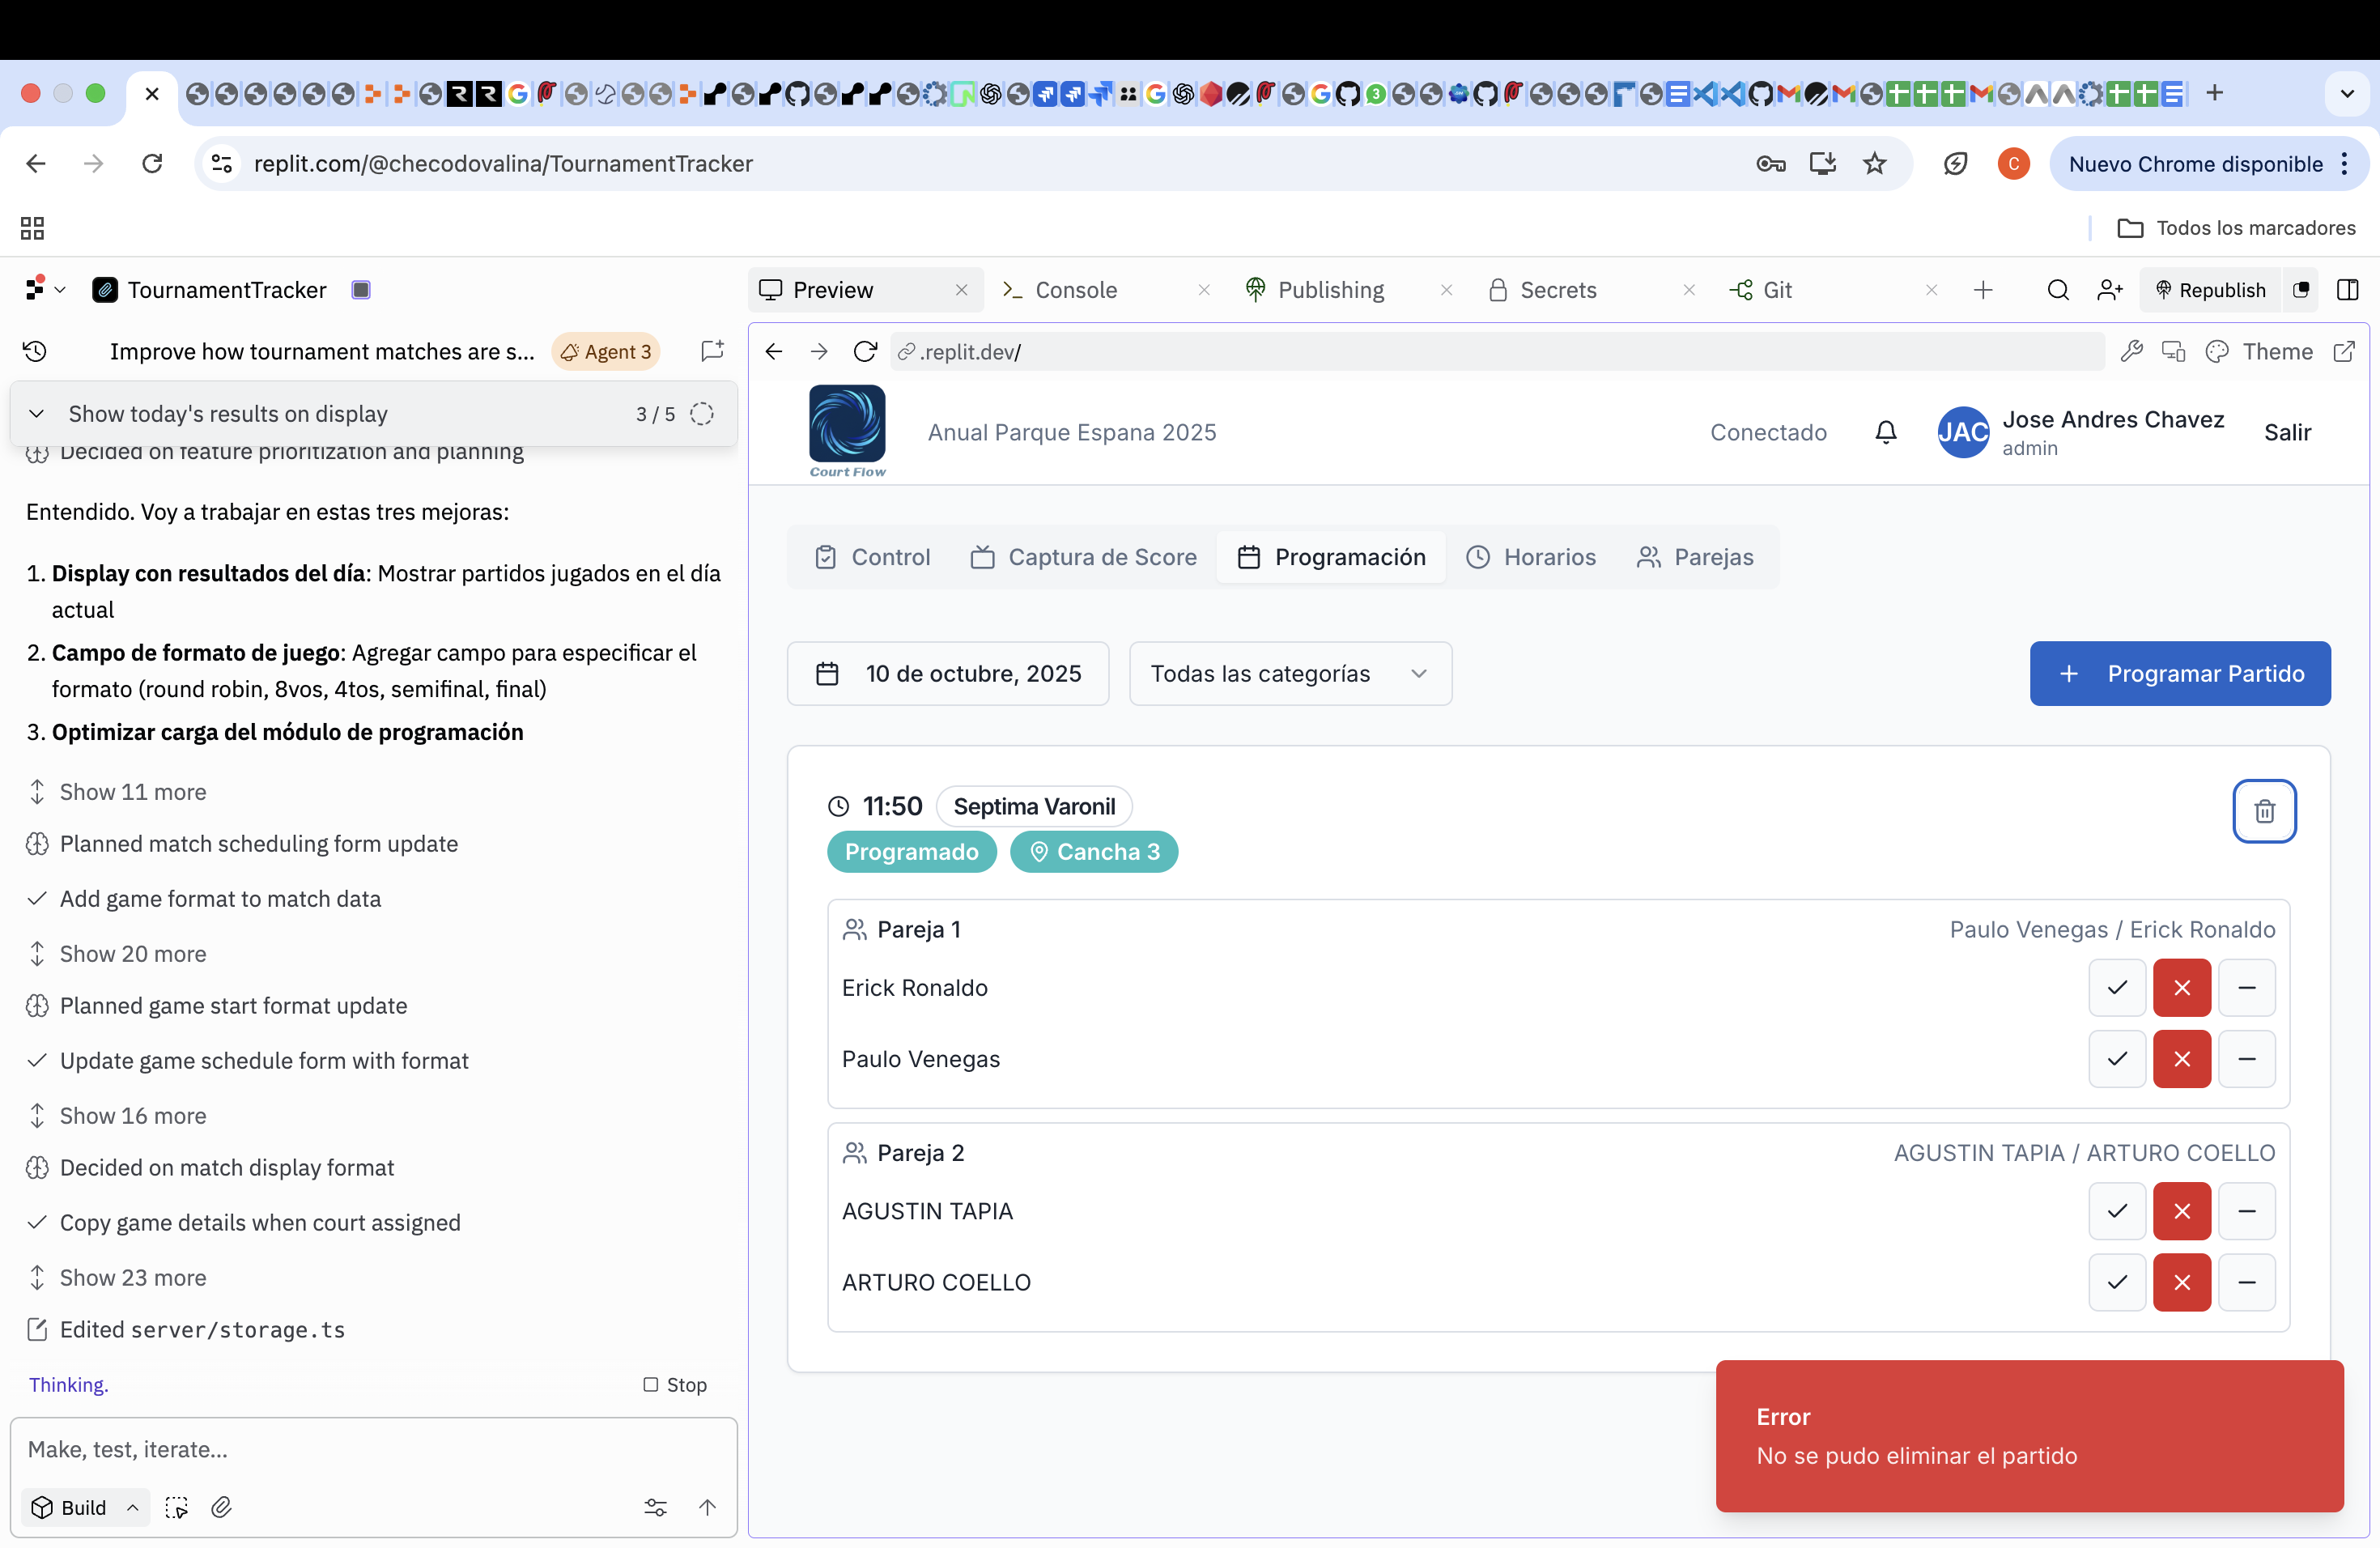 replit.com/@checodovalina/TournamentTracker
C
Nuevo Chrome disponible
Todos los marcadores
TournamentTracker
Preview
Console
Publishing
Secrets
Git
Republish
Improve how tournament matches are s...
Agent 3
.replit.dev/
Theme
Show today's results on display
3 / 5
Decided on feature prioritization and planning
Entendido. Voy a trabajar en estas tres mejoras:
1. Display con resultados del día: Mostrar partidos jugados en el día
actual
2. Campo de formato de juego: Agregar campo para especificar el
formato (round robin, 8vos, 4tos, semifinal, final)
3. Optimizar carga del módulo de programación
Show 11 more
Planned match scheduling form update
Add game format to match data
Show 20 more
Planned game start format update
Update game schedule form with format
Show 16 more
Decided on match display format
Copy game details when court assigned
Show 23 more
Edited server/storage.ts
Thinking.
Stop
Make, test, iterate...
Build
Court Flow
Anual Parque Espana 2025
Conectado
JAC
Jose Andres Chavez
admin
Salir
Control
Captura de Score
Programación
Horarios
Parejas
10 de octubre, 2025
Todas las categorías
+ Programar Partido
11:50
Septima Varonil
Programado
Cancha 3
Pareja 1
Paulo Venegas / Erick Ronaldo
Erick Ronaldo
Paulo Venegas
Pareja 2
AGUSTIN TAPIA / ARTURO COELLO
AGUSTIN TAPIA
ARTURO COELLO
Error
No se pudo eliminar el partido